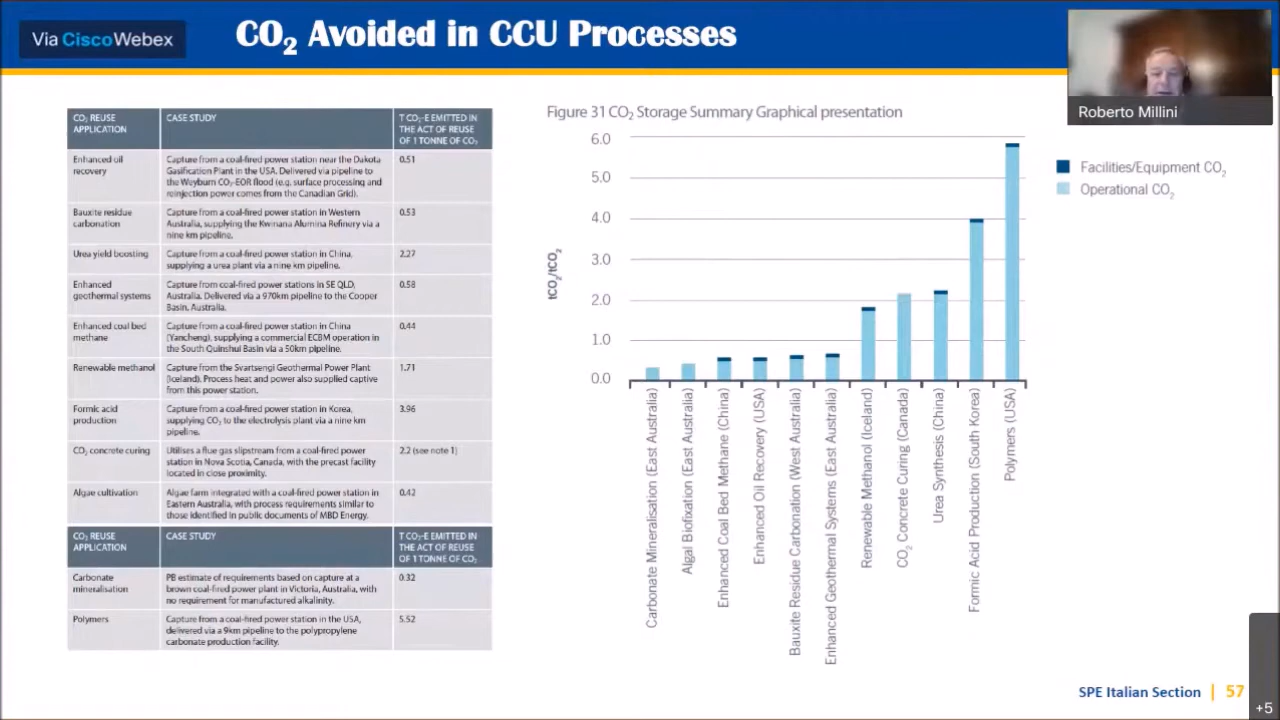 Via CiscoWebex
CO₂ Avoided in CCU Processes
Roberto Millini
CO₂ REUSE
APPLICATION
CASE STUDY
T CO₂-E EMITTED IN
THE ACT OF REUSE
OF 1 TONNE OF CO₂
Enhanced oil
recovery
Capture from a coal-fired power station near the Dakota
Gasification Plant in the USA. Delivered via pipeline to
the Weyburn CO₂-EOR flood (e.g. surface processing and
reinjection power comes from the Canadian Grid).
0.51
Bauxite residue
carbonation
Capture from a coal-fired power station in Western
Australia, supplying the Kwinana Alumina Refinery via a
nine km pipeline.
0.53
Urea yield boosting
Capture from a coal-fired power station in China,
supplying a urea plant via a nine km pipeline.
2.27
Enhanced
geothermal systems
Capture from coal-fired power stations in SE QLD,
Australia. Delivered via a 970km pipeline to the Cooper
Basin, Australia.
0.58
Enhanced coal bed
methane
Capture from a coal-fired power station in China
(Yancheng), supplying a commercial ECBM operation in
the South Quinshui Basin via a 50km pipeline.
0.44
Renewable methanol
Capture from the Svartsengi Geothermal Power Plant
(Iceland). Process heat and power also supplied captive
from this power station.
1.71
Formic acid
production
Capture from a coal-fired power station in Korea,
supplying CO₂ to the electrolysis plant via a nine km
pipeline.
3.96
CO₂ concrete curing
Utilises a flue gas slipstream from a coal-fired power
station in Nova Scotia, Canada, with the precast facility
located in close proximity.
2.2 (see note 1)
Algae cultivation
Algae farm integrated with a coal-fired power station in
Eastern Australia, with process requirements similar to
those identified in public documents of MBD Energy.
0.42
CO₂ REUSE
APPLICATION
CASE STUDY
T CO₂-E EMITTED IN
THE ACT OF REUSE
OF 1 TONNE OF CO₂
Carbonate
mineralisation
PB estimate of requirements based on capture at a
brown coal-fired power plant in Victoria, Australia, with
no requirement for manufactured alkalinity.
0.32
Polymers
Capture from a coal-fired power station in the USA,
delivered via a 9km pipeline to the polypropylene
carbonate production facility.
5.52
Figure 31 CO₂ Storage Summary Graphical presentation
6.0
5.0
4.0
3.0
2.0
1.0
0.0
tCO₂/tCO₂
Facilities/Equipment CO₂
Operational CO₂
Carbonate Mineralisation (East Australia)
Algal Biofixation (East Australia)
Enhanced Coal Bed Methane (China)
Enhanced Oil Recovery (USA)
Bauxite Residue Carbonation (West Australia)
Enhanced Geothermal Systems (East Australia)
Renewable Methanol (Iceland)
CO₂ Concrete Curing (Canada)
Urea Synthesis (China)
Formic Acid Production (South Korea)
Polymers (USA)
SPE Italian Section | 57
+5